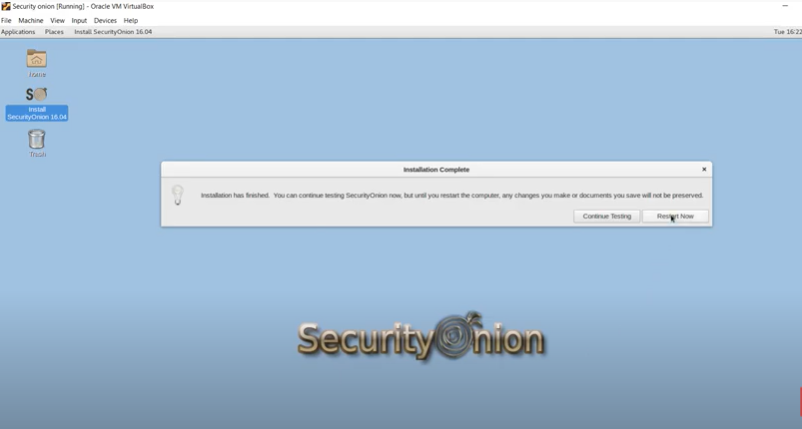 Security onion [Running] - Oracle VM VirtualBox
File Machine View Input Devices Help
Applications Places Install SecurityOnion 16.04 Tue 16:22
Home
S
Install
SecurityOnion 16.04
Trash
Installation Complete
Installation has finished. You can continue testing SecurityOnion now, but until you restart the computer, any changes you make or documents you save will not be preserved.
Continue Testing Restart Now
SecurityOnion